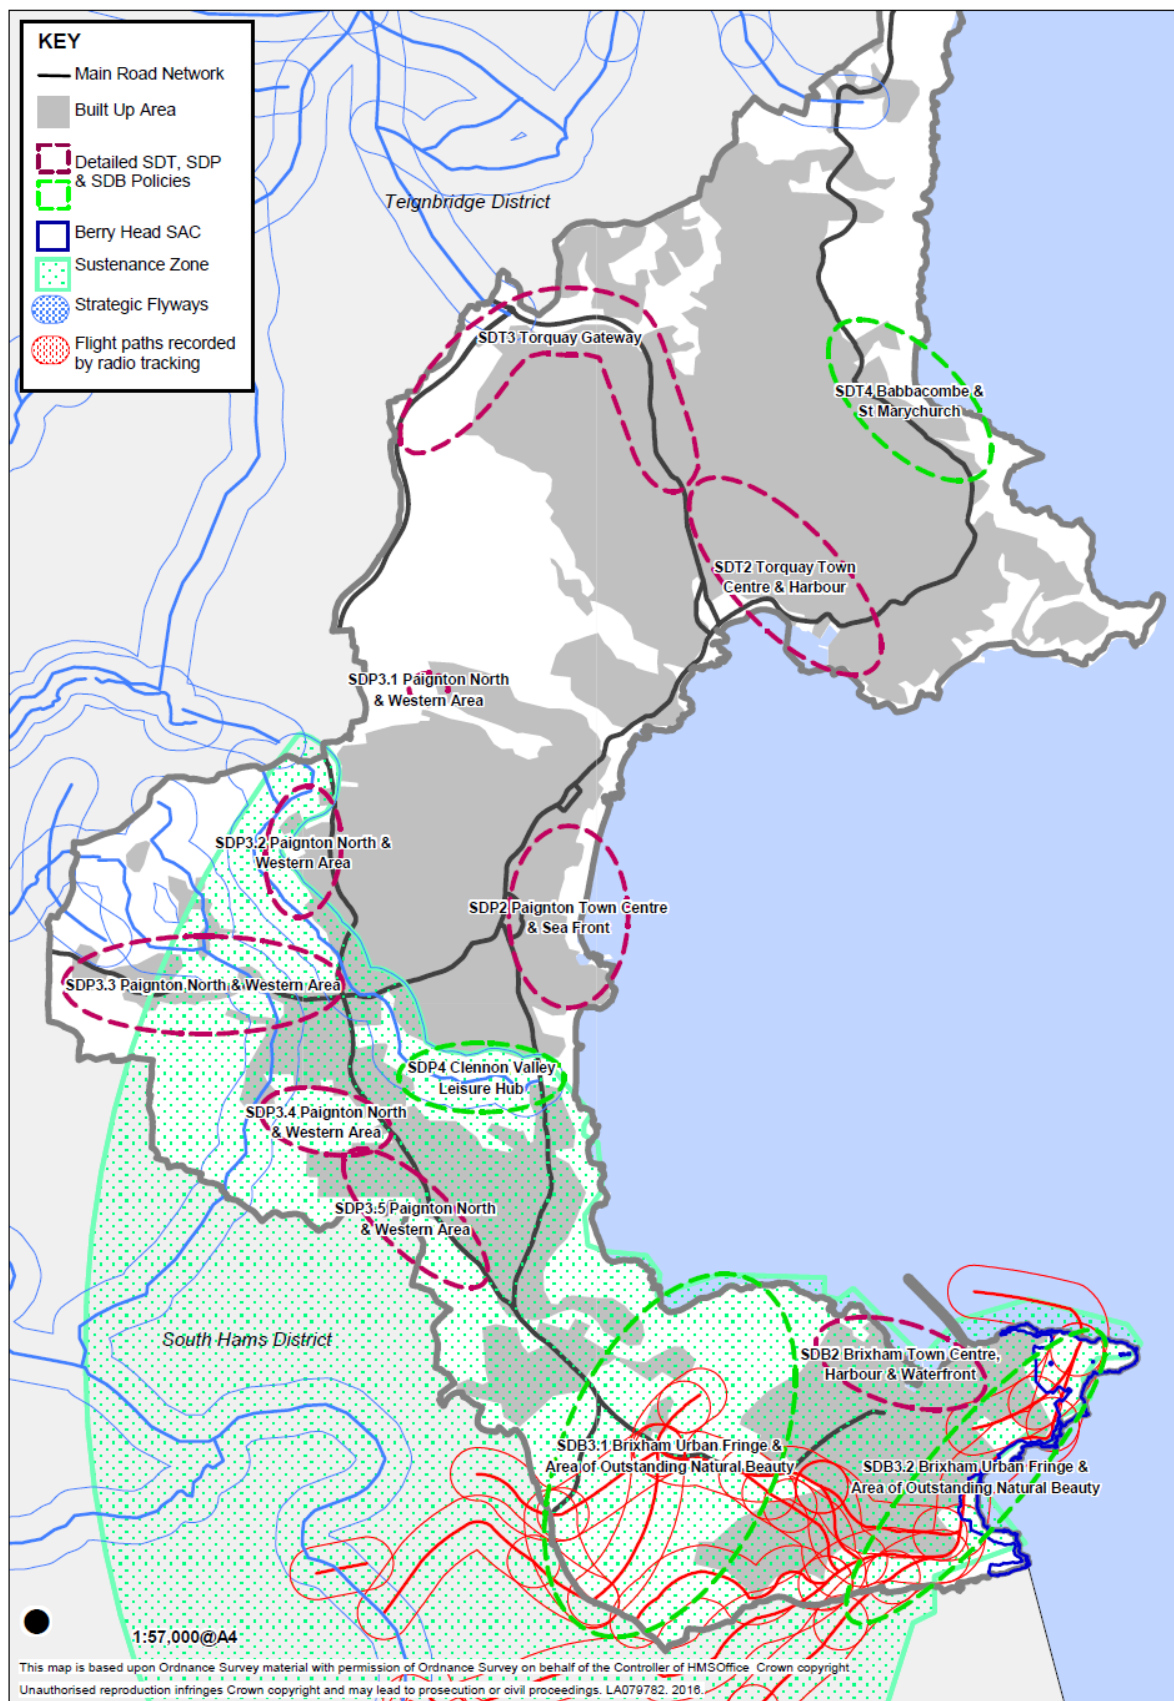 KEY
Main Road Network
Built Up Area
Detailed SDT, SDP
& SDB Policies
Berry Head SAC
Sustenance Zone
Strategic Flyways
Flight paths recorded
by radio tracking
Teignbridge District
SDT3 Torquay Gateway
SDT4 Babbacombe &
St Marychurch
SDT2 Torquay Town
Centre & Harbour
SDP3.1 Paignton North
& Western Area
SDP3.2 Paignton North &
Western Area
SDP2 Paignton Town Centre
& Sea Front
SDP3.3 Paignton North & Western Area
SDP4 Clennon Valley
Leisure Hub
SDP3.4 Paignton North
& Western Area
SDP3.5 Paignton North
& Western Area
South Hams District
SDB2 Brixham Town Centre,
Harbour & Waterfront
SDB3.1 Brixham Urban Fringe &
Area of Outstanding Natural Beauty
SDB3.2 Brixham Urban Fringe &
Area of Outstanding Natural Beauty
1:57,000@A4
This map is based upon Ordnance Survey material with permission of Ordnance Survey on behalf of the Controller of HMSOffice Crown copyright
Unauthorised reproduction infringes Crown copyright and may lead to prosecution or civil proceedings. LA079782. 2016.